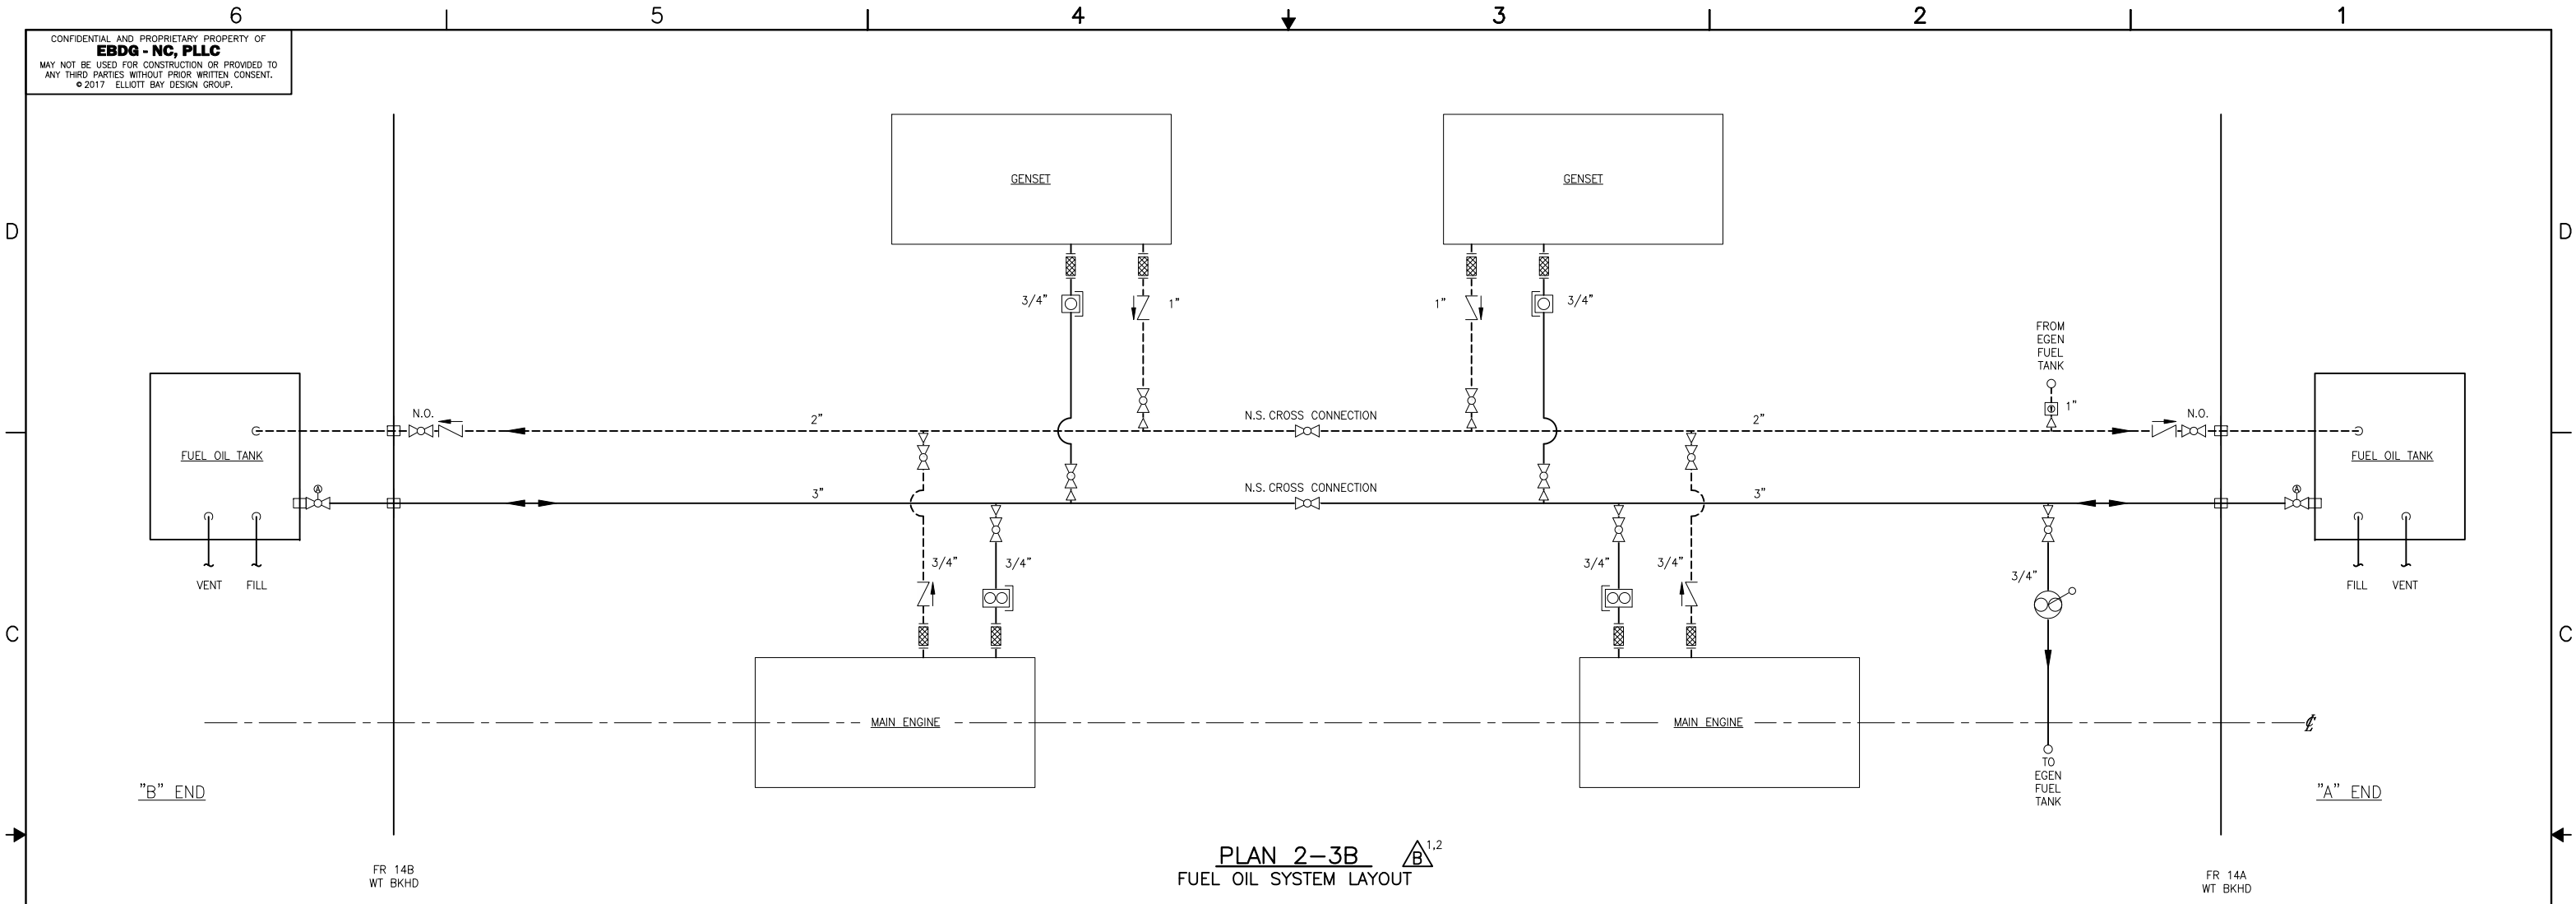 6 5 4 3 2 1
CONFIDENTIAL AND PROPRIETARY PROPERTY OF
EBDG - NC, PLLC
MAY NOT BE USED FOR CONSTRUCTION OR PROVIDED TO
ANY THIRD PARTIES WITHOUT PRIOR WRITTEN CONSENT.
© 2017 ELLIOTT BAY DESIGN GROUP.
GENSET
GENSET
D
D
3/4"
1"
1"
3/4"
FROM
EGEN
FUEL
TANK
1"
N.O.
2"
N.S. CROSS CONNECTION
2"
N.O.
FUEL OIL TANK
FUEL OIL TANK
A
3"
N.S. CROSS CONNECTION
3"
A
VENT
FILL
3/4"
3/4"
3/4"
3/4"
3/4"
FILL
VENT
C
C
MAIN ENGINE
MAIN ENGINE
℄
TO
EGEN
FUEL
TANK
"B" END
"A" END
PLAN 2-3B
B 1,2
FUEL OIL SYSTEM LAYOUT
FR 14B
WT BKHD
FR 14A
WT BKHD